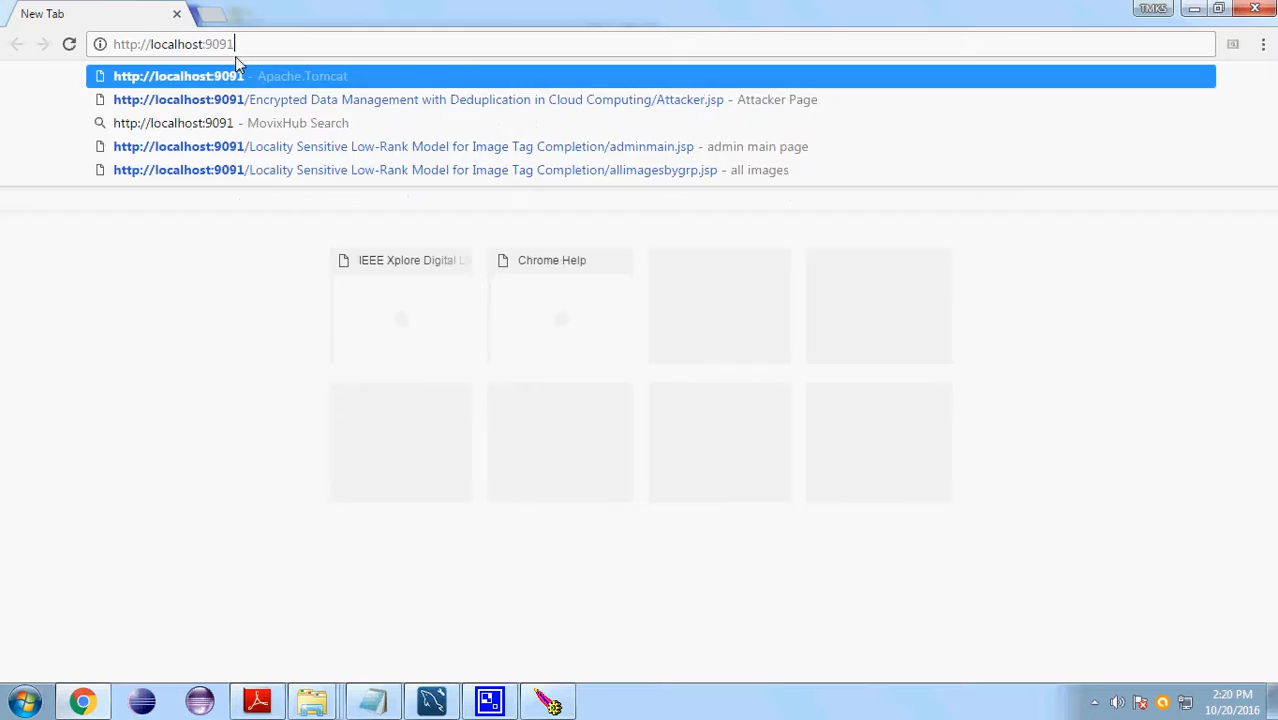 New Tab
TMKS
http://localhost:9091
http://localhost:9091 - Apache.Tomcat
http://localhost:9091/Encrypted Data Management with Deduplication in Cloud Computing/Attacker.jsp - Attacker Page
http://localhost:9091 - MovixHub Search
http://localhost:9091/Locality Sensitive Low-Rank Model for Image Tag Completion/adminmain.jsp - admin main page
http://localhost:9091/Locality Sensitive Low-Rank Model for Image Tag Completion/allimagesbygrp.jsp - all images
IEEE Xplore Digital L
Chrome Help
2:20 PM
10/20/2016